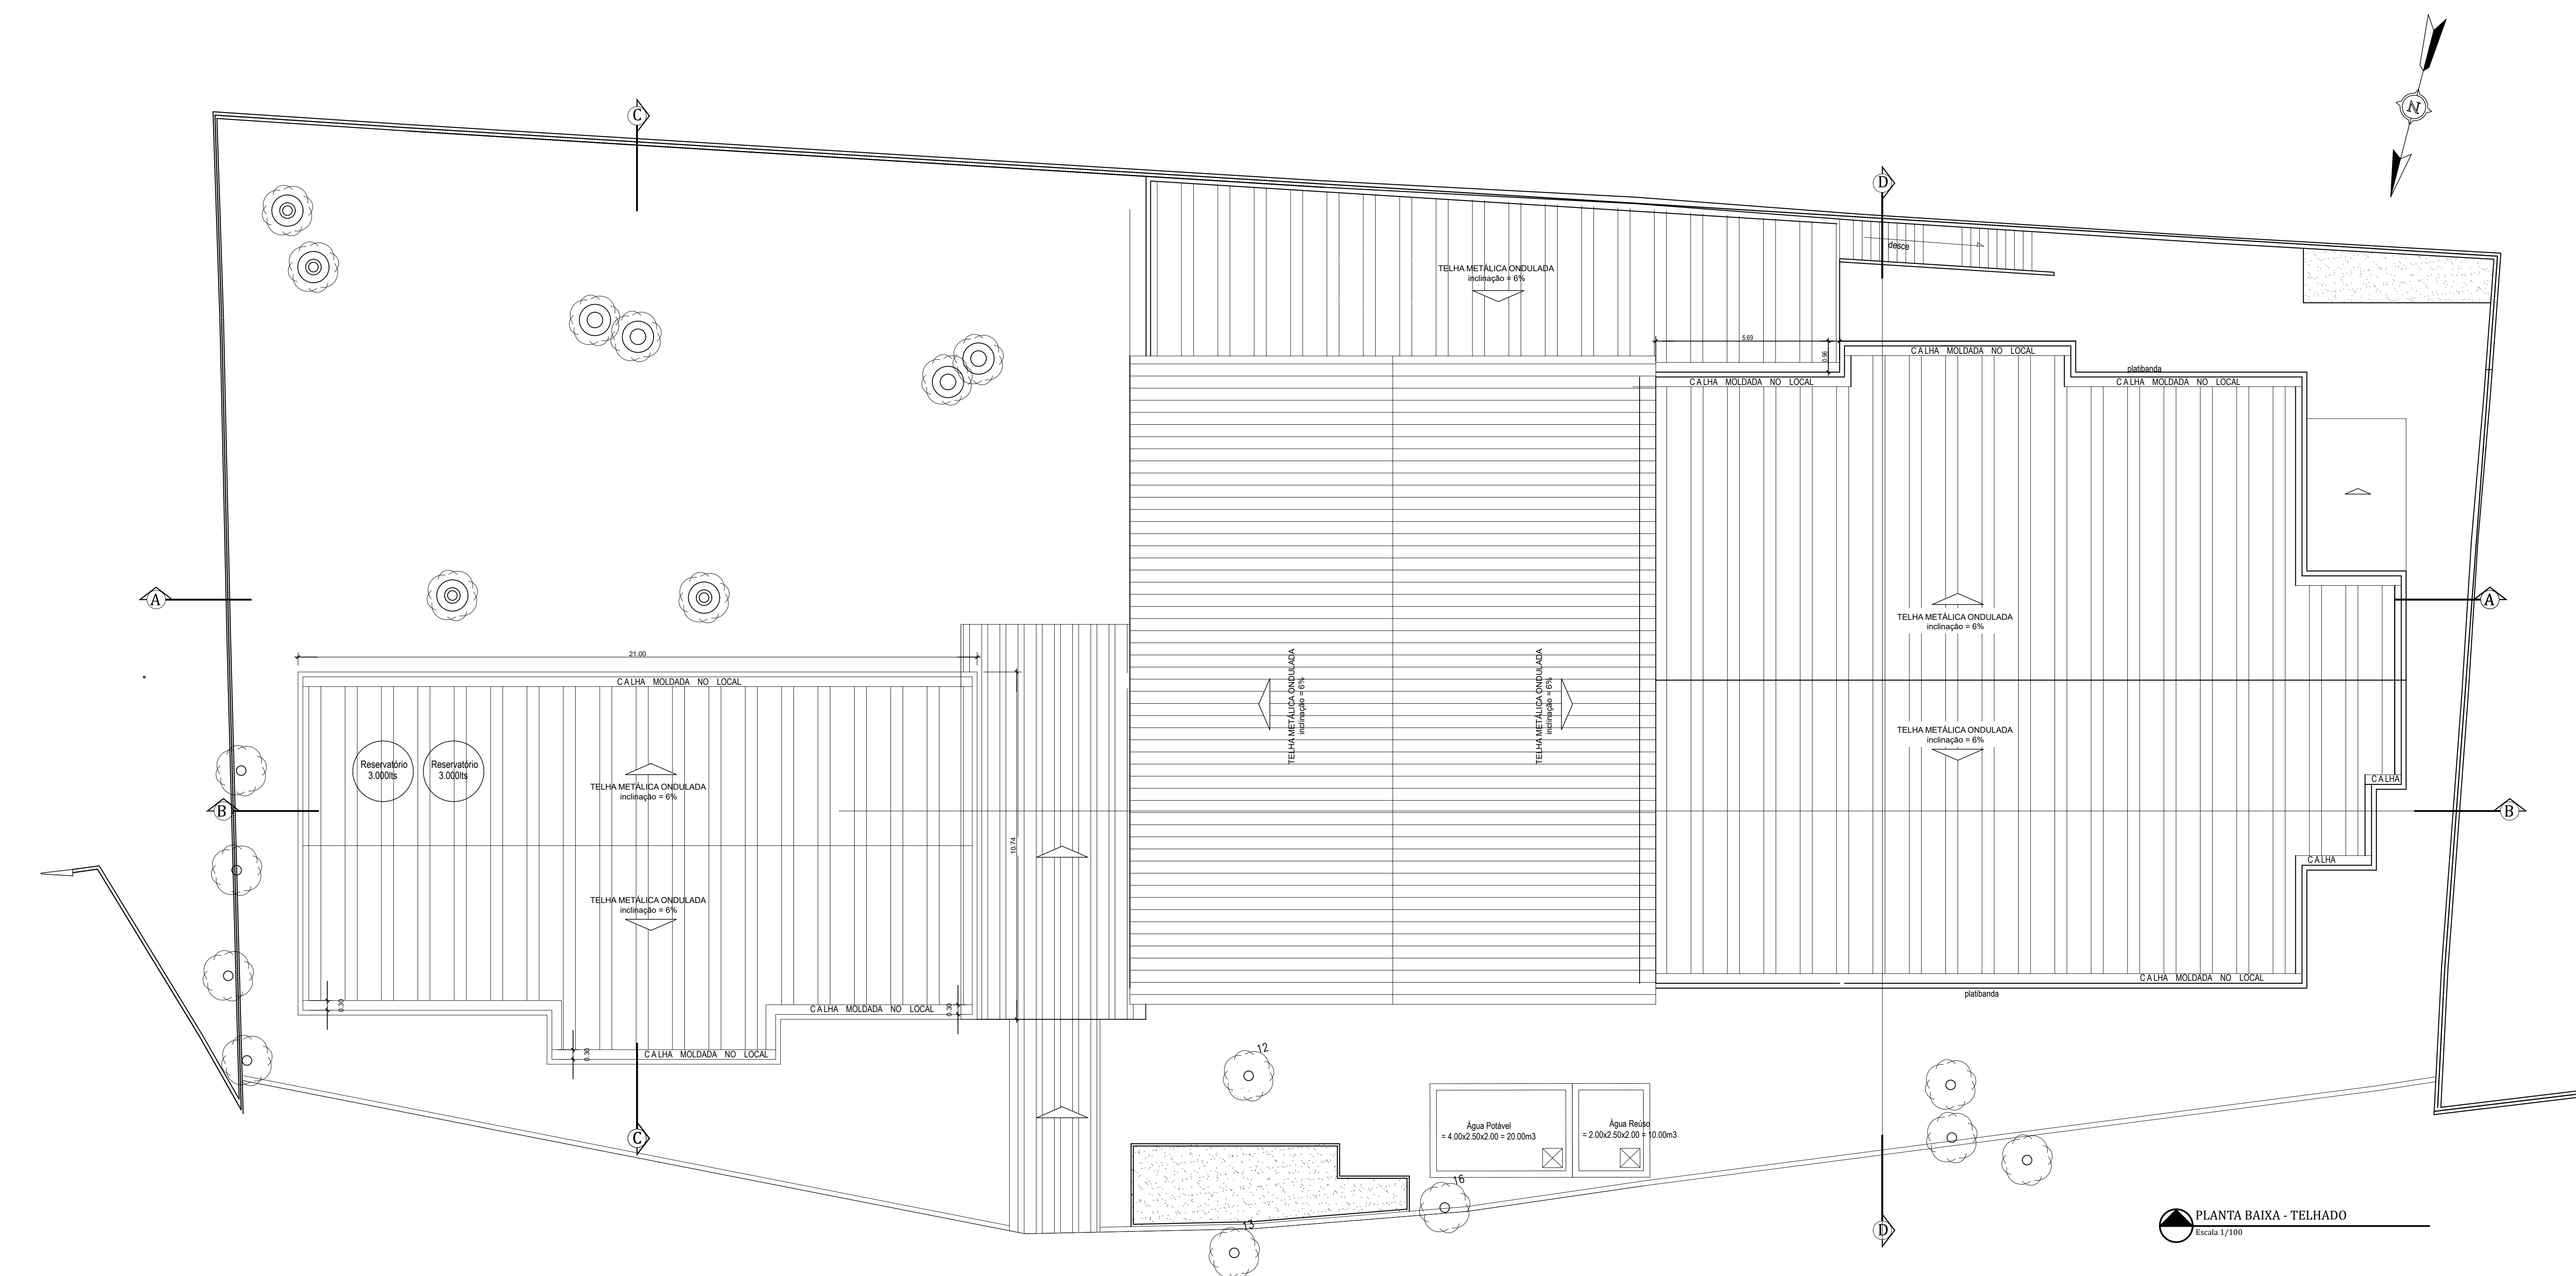 C
N
D
desce
TELHA METÁLICA ONDULADA
inclinação = 6%
5.69
0.96
CALHA MOLDADA NO LOCAL
platibanda
CALHA MOLDADA NO LOCAL
CALHA MOLDADA NO LOCAL
A
A
TELHA METÁLICA ONDULADA
inclinação = 6%
21.00
CALHA MOLDADA NO LOCAL
TELHA METÁLICA ONDULADA
inclinação = 6%
TELHA METÁLICA ONDULADA
inclinação = 6%
TELHA METÁLICA ONDULADA
inclinação = 6%
Reservatório
3.000lts
Reservatório
3.000lts
TELHA METÁLICA ONDULADA
inclinação = 6%
CALHA
B
B
10.74
CALHA
TELHA METÁLICA ONDULADA
inclinação = 6%
CALHA MOLDADA NO LOCAL
platibanda
0.30
CALHA MOLDADA NO LOCAL
0.30
0.30
CALHA MOLDADA NO LOCAL
12
C
Água Potável
= 4.00x2.50x2.00 = 20.00m3
Água Reúso
= 2.00x2.50x2.00 = 10.00m3
16
13
D
PLANTA BAIXA - TELHADO
Escala 1/100